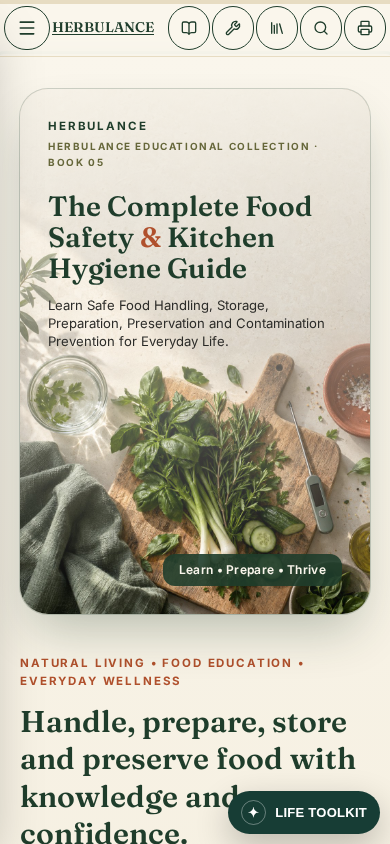 HERBULANCE
HERBULANCE
HERBULANCE EDUCATIONAL COLLECTION ·
BOOK 05
The Complete Food
Safety & Kitchen
Hygiene Guide
Learn Safe Food Handling, Storage,
Preparation, Preservation and Contamination
Prevention for Everyday Life.
Learn • Prepare • Thrive
NATURAL LIVING • FOOD EDUCATION •
EVERYDAY WELLNESS
Handle, prepare, store
and preserve food with
knowledge and
confidence.
LIFE TOOLKIT